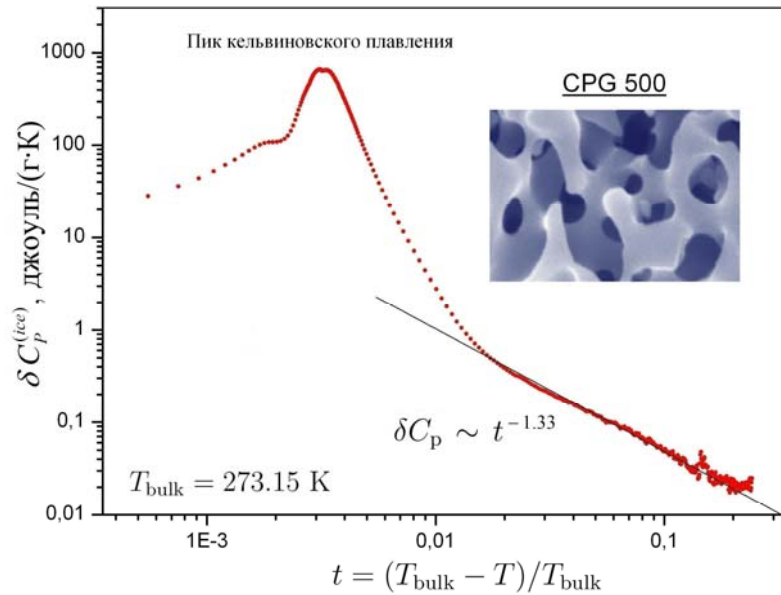 Пик кельвиновского плавления
CPG 500
1000
100
10
1
0,1
0,01
δC_P^(ice), джоуль/(г·К)
δC_p ∼ t^−1.33
T_bulk = 273.15 K
1E-3
0,01
0,1
t = (T_bulk − T)/T_bulk